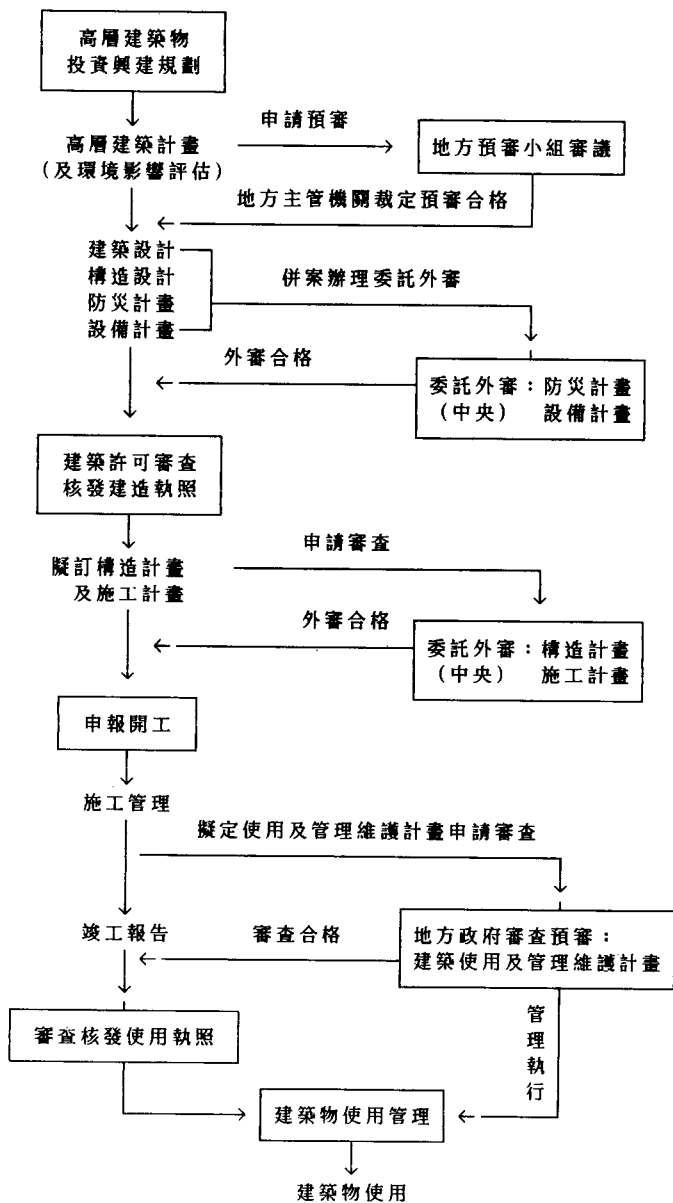 高層建築物
投資興建規劃
申請預審
高層建築計畫
(及環境影響評估)
地方預審小組審議
地方主管機關裁定預審合格
建築設計
構造設計
防災計畫
設備計畫
併案辦理委託外審
外審合格
委託外審:防災計畫
(中央) 設備計畫
建築許可審查
核發建造執照
申請審查
擬訂構造計畫
及施工計畫
外審合格
委託外審:構造計畫
(中央) 施工計畫
申報開工
施工管理
擬定使用及管理維護計畫申請審查
竣工報告
審查合格
地方政府審查預審:
建築使用及管理維護計畫
審查核發使用執照
管理執行
建築物使用管理
建築物使用